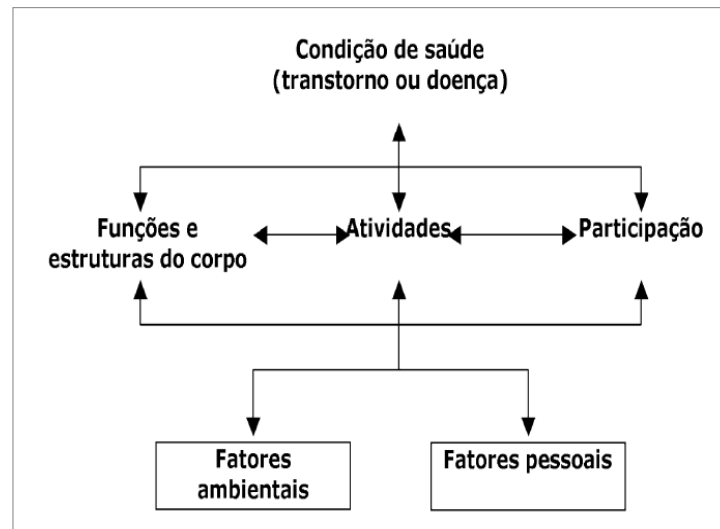 Condição de saúde
(transtorno ou doença)
Funções e
estruturas do corpo
Atividades
Participação
Fatores
ambientais
Fatores pessoais